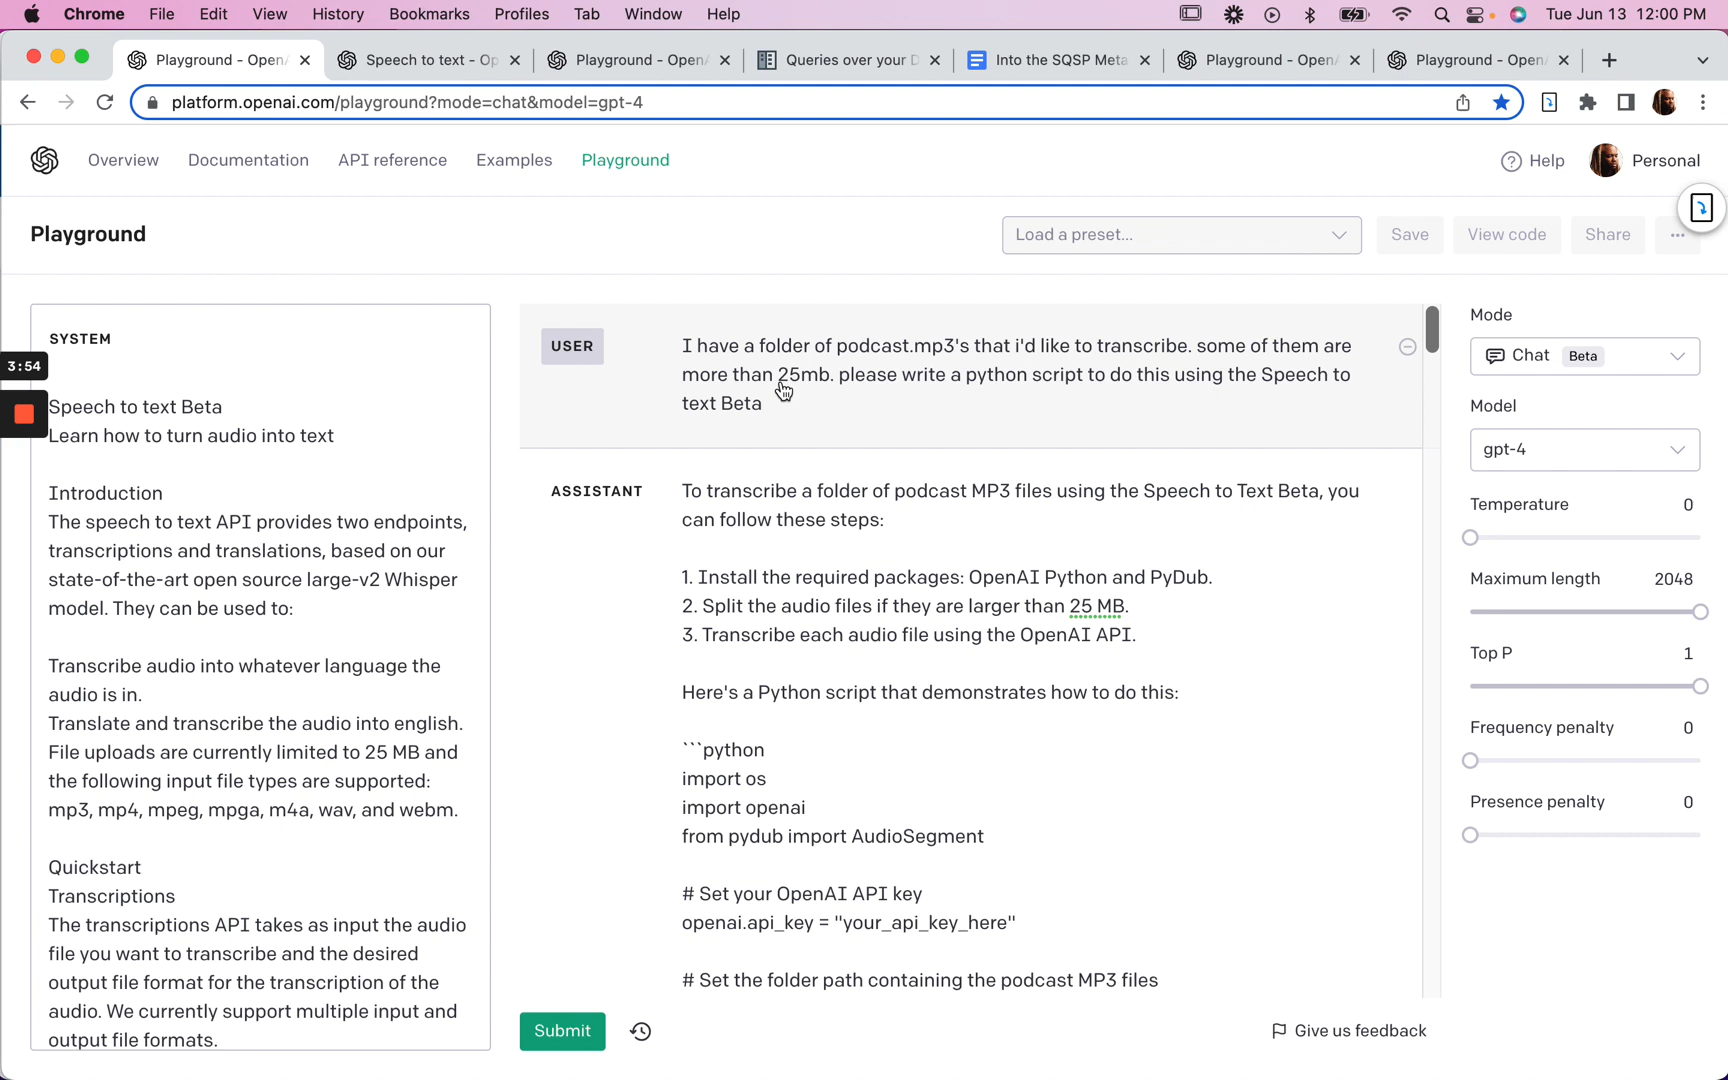 Chrome File Edit View History Bookmarks Profiles Tab Window Help Tue Jun 13 12:00 PM
Playground - OpenA Speech to text - Op Playground - OpenA Queries over your D Into the SQSP Meta Playground - OpenA Playground - OpenA
platform.openai.com/playground?mode=chat&model=gpt-4
Overview Documentation API reference Examples Playground Help Personal
Playground
Load a preset... Save View code Share ...
SYSTEM
3:54
Speech to text Beta
Learn how to turn audio into text
Introduction
The speech to text API provides two endpoints,
transcriptions and translations, based on our
state-of-the-art open source large-v2 Whisper
model. They can be used to:
Transcribe audio into whatever language the
audio is in.
Translate and transcribe the audio into english.
File uploads are currently limited to 25 MB and
the following input file types are supported:
mp3, mp4, mpeg, mpga, m4a, wav, and webm.
Quickstart
Transcriptions
The transcriptions API takes as input the audio
file you want to transcribe and the desired
output file format for the transcription of the
audio. We currently support multiple input and
output file formats.
USER
I have a folder of podcast.mp3's that i'd like to transcribe. some of them are
more than 25mb. please write a python script to do this using the Speech to
text Beta
ASSISTANT
To transcribe a folder of podcast MP3 files using the Speech to Text Beta, you
can follow these steps:
1. Install the required packages: OpenAI Python and PyDub.
2. Split the audio files if they are larger than 25 MB.
3. Transcribe each audio file using the OpenAI API.
Here's a Python script that demonstrates how to do this:
```python
import os
import openai
from pydub import AudioSegment
# Set your OpenAI API key
openai.api_key = "your_api_key_here"
# Set the folder path containing the podcast MP3 files
Submit
Give us feedback
Mode
Chat Beta
Model
gpt-4
Temperature 0
Maximum length 2048
Top P 1
Frequency penalty 0
Presence penalty 0